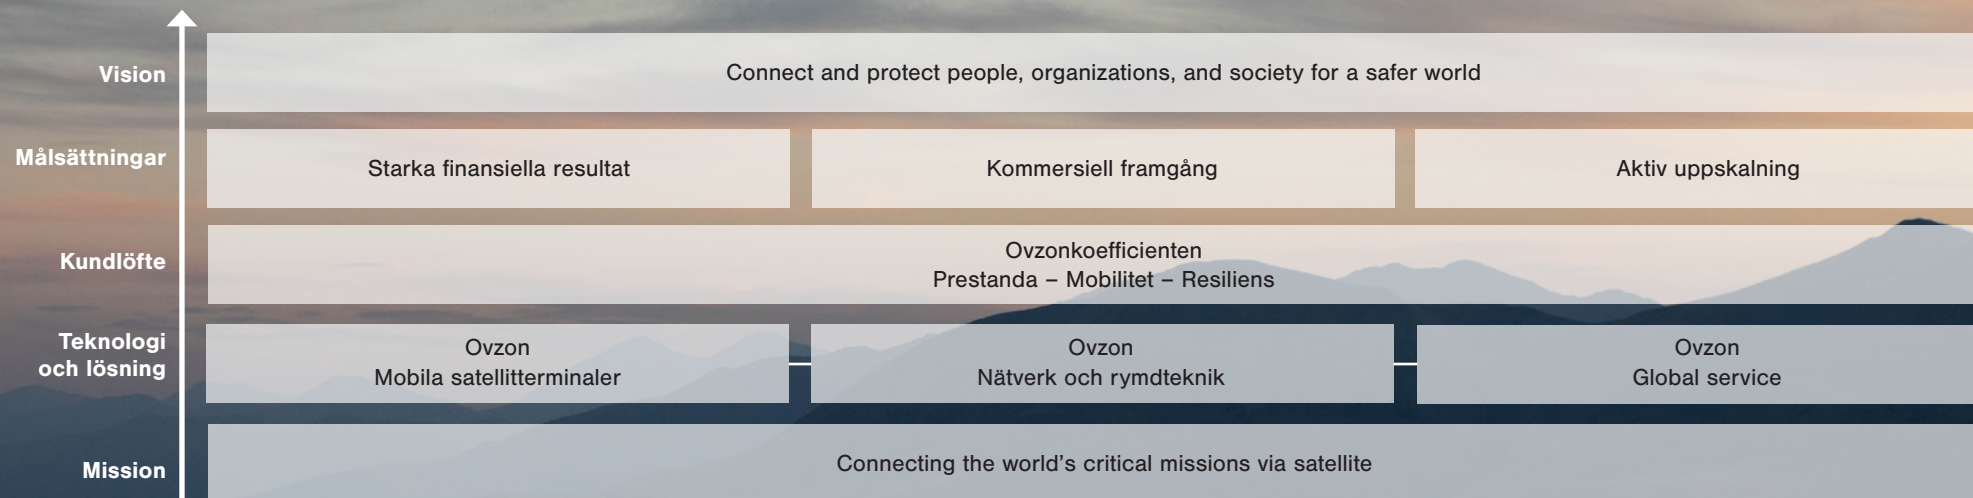 Vision
Connect and protect people, organizations, and society for a safer world
Målsättningar
Starka finansiella resultat
Kommersiell framgång
Aktiv uppskalning
Kundlöfte
Ovzonkoefficienten
Prestanda – Mobilitet – Resiliens
Teknologi
och lösning
Ovzon
Mobila satellitterminaler
Ovzon
Nätverk och rymdteknik
Ovzon
Global service
Mission
Connecting the world’s critical missions via satellite